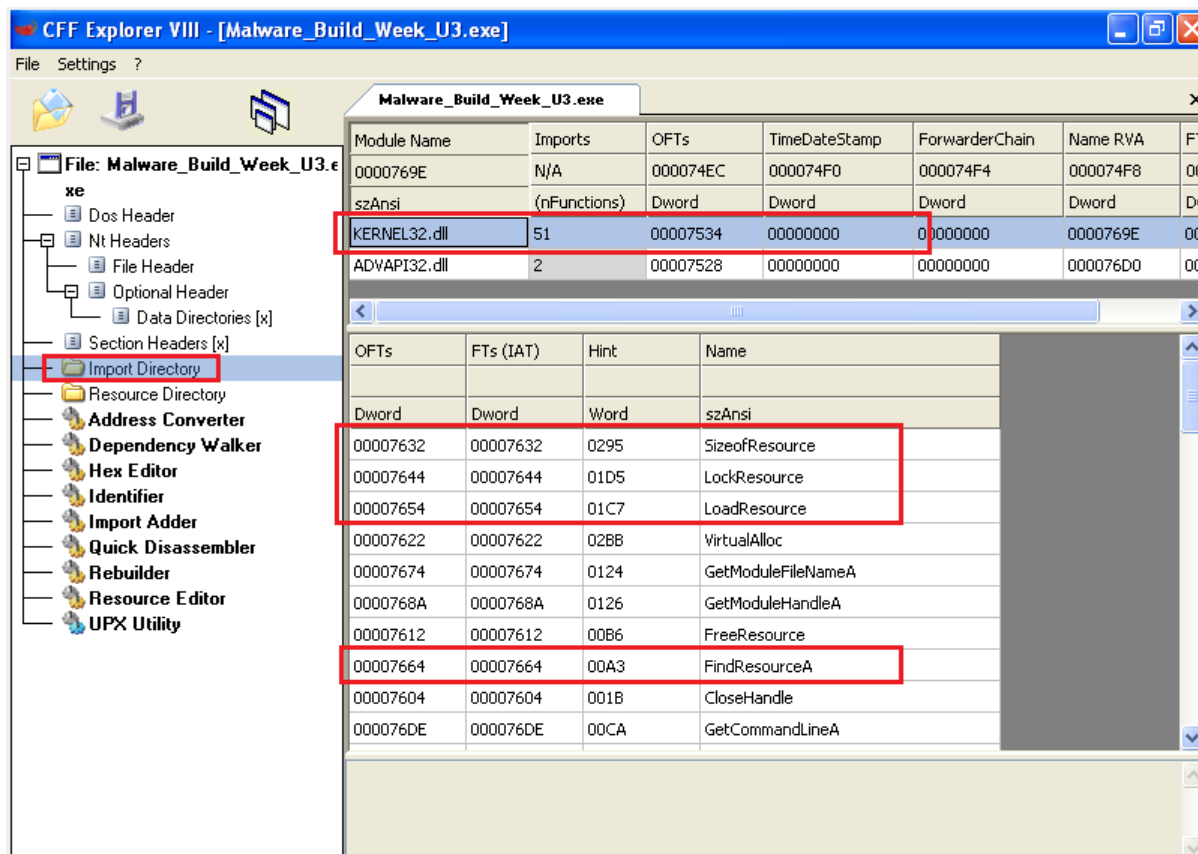 CFF Explorer VIII - [Malware_Build_Week_U3.exe]
File Settings ?
Malware_Build_Week_U3.exe
File: Malware_Build_Week_U3.e
xe
Dos Header
Nt Headers
File Header
Optional Header
Data Directories [x]
Section Headers [x]
Import Directory
Resource Directory
Address Converter
Dependency Walker
Hex Editor
Identifier
Import Adder
Quick Disassembler
Rebuilder
Resource Editor
UPX Utility
Module Name Imports OFTs TimeDateStamp ForwarderChain Name RVA
0000769E N/A 000074EC 000074F0 000074F4 000074F8
szAnsi (nFunctions) Dword Dword Dword Dword
KERNEL32.dll 51 00007534 00000000 00000000 0000769E
ADVAPI32.dll 2 00007528 00000000 00000000 000076D0
OFTs FTs (IAT) Hint Name
Dword Dword Word szAnsi
00007632 00007632 0295 SizeofResource
00007644 00007644 01D5 LockResource
00007654 00007654 01C7 LoadResource
00007622 00007622 02BB VirtualAlloc
00007674 00007674 0124 GetModuleFileNameA
0000768A 0000768A 0126 GetModuleHandleA
00007612 00007612 00B6 FreeResource
00007664 00007664 00A3 FindResourceA
00007604 00007604 001B CloseHandle
000076DE 000076DE 00CA GetCommandLineA